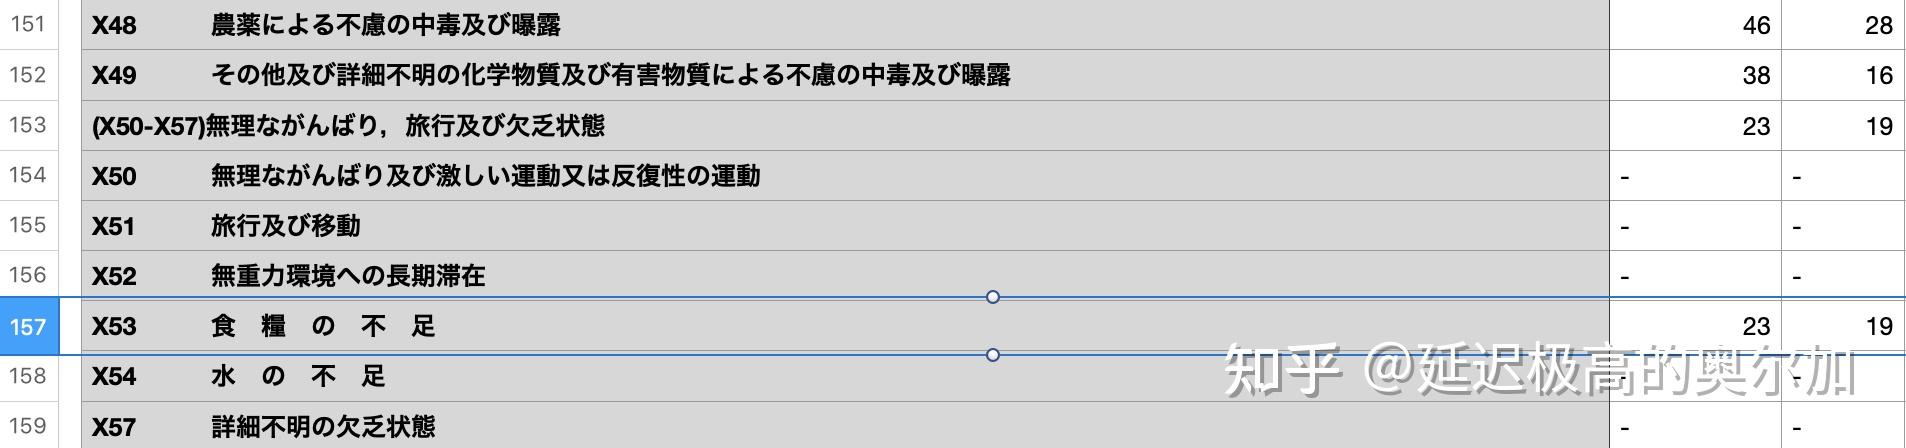 151 X48 農薬による不慮の中毒及び曝露 46 28
152 X49 その他及び詳細不明の化学物質及び有害物質による不慮の中毒及び曝露 38 16
153 (X50-X57)無理ながんばり，旅行及び欠乏状態 23 19
154 X50 無理ながんばり及び激しい運動又は反復性の運動 - -
155 X51 旅行及び移動 - -
156 X52 無重力環境への長期滞在 - -
157 X53 食　糧　の　不　足 23 19
158 X54 水　の　不　足 - -
知乎 @延迟极高的奥尔加
159 X57 詳細不明の欠乏状態 - -